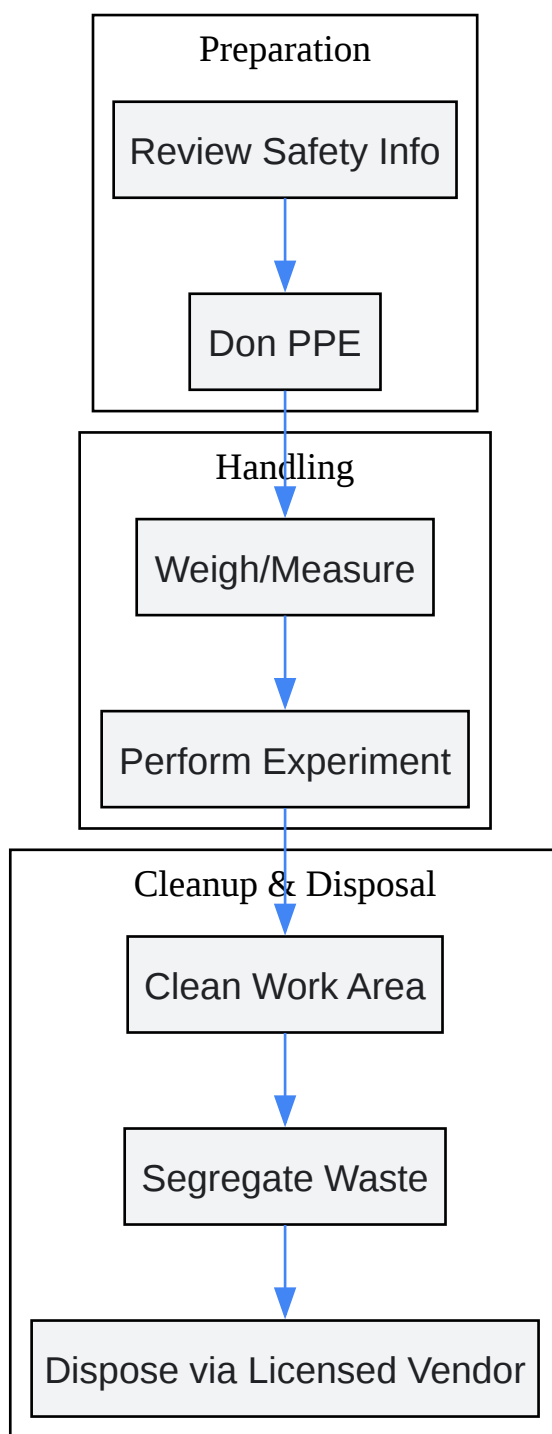 Preparation
Review Safety Info
Don PPE
Handling
Weigh/Measure
Perform Experiment
Cleanup & Disposal
Clean Work Area
Segregate Waste
Dispose via Licensed Vendor